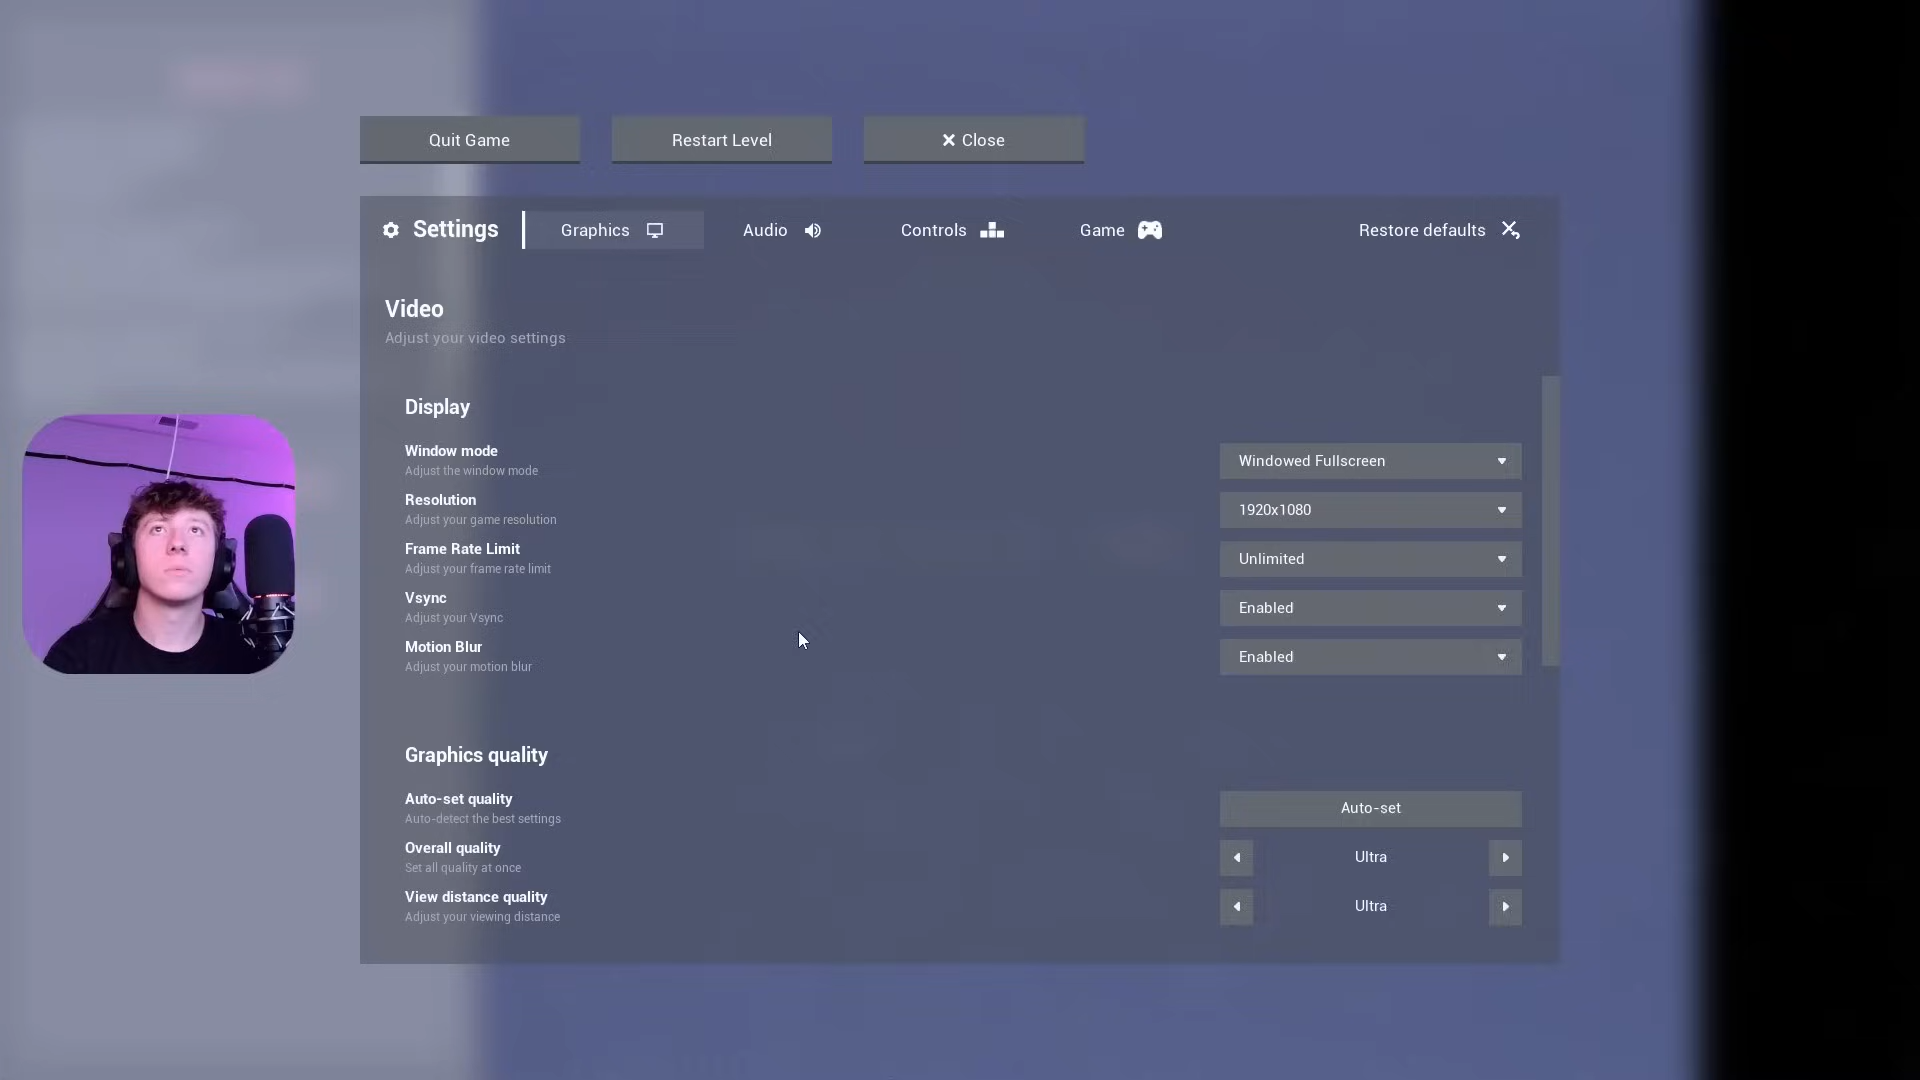 Quit Game
Restart Level
Close
Settings
Graphics
Audio
Controls
Game
Restore defaults
Video
Adjust your video settings
Display
Window mode
Adjust the window mode
Windowed Fullscreen
Resolution
Adjust your game resolution
1920x1080
Frame Rate Limit
Adjust your frame rate limit
Unlimited
Vsync
Adjust your Vsync
Enabled
Motion Blur
Adjust your motion blur
Enabled
Graphics quality
Auto-set quality
Auto-detect the best settings
Auto-set
Overall quality
Set all quality at once
Ultra
View distance quality
Adjust your viewing distance
Ultra